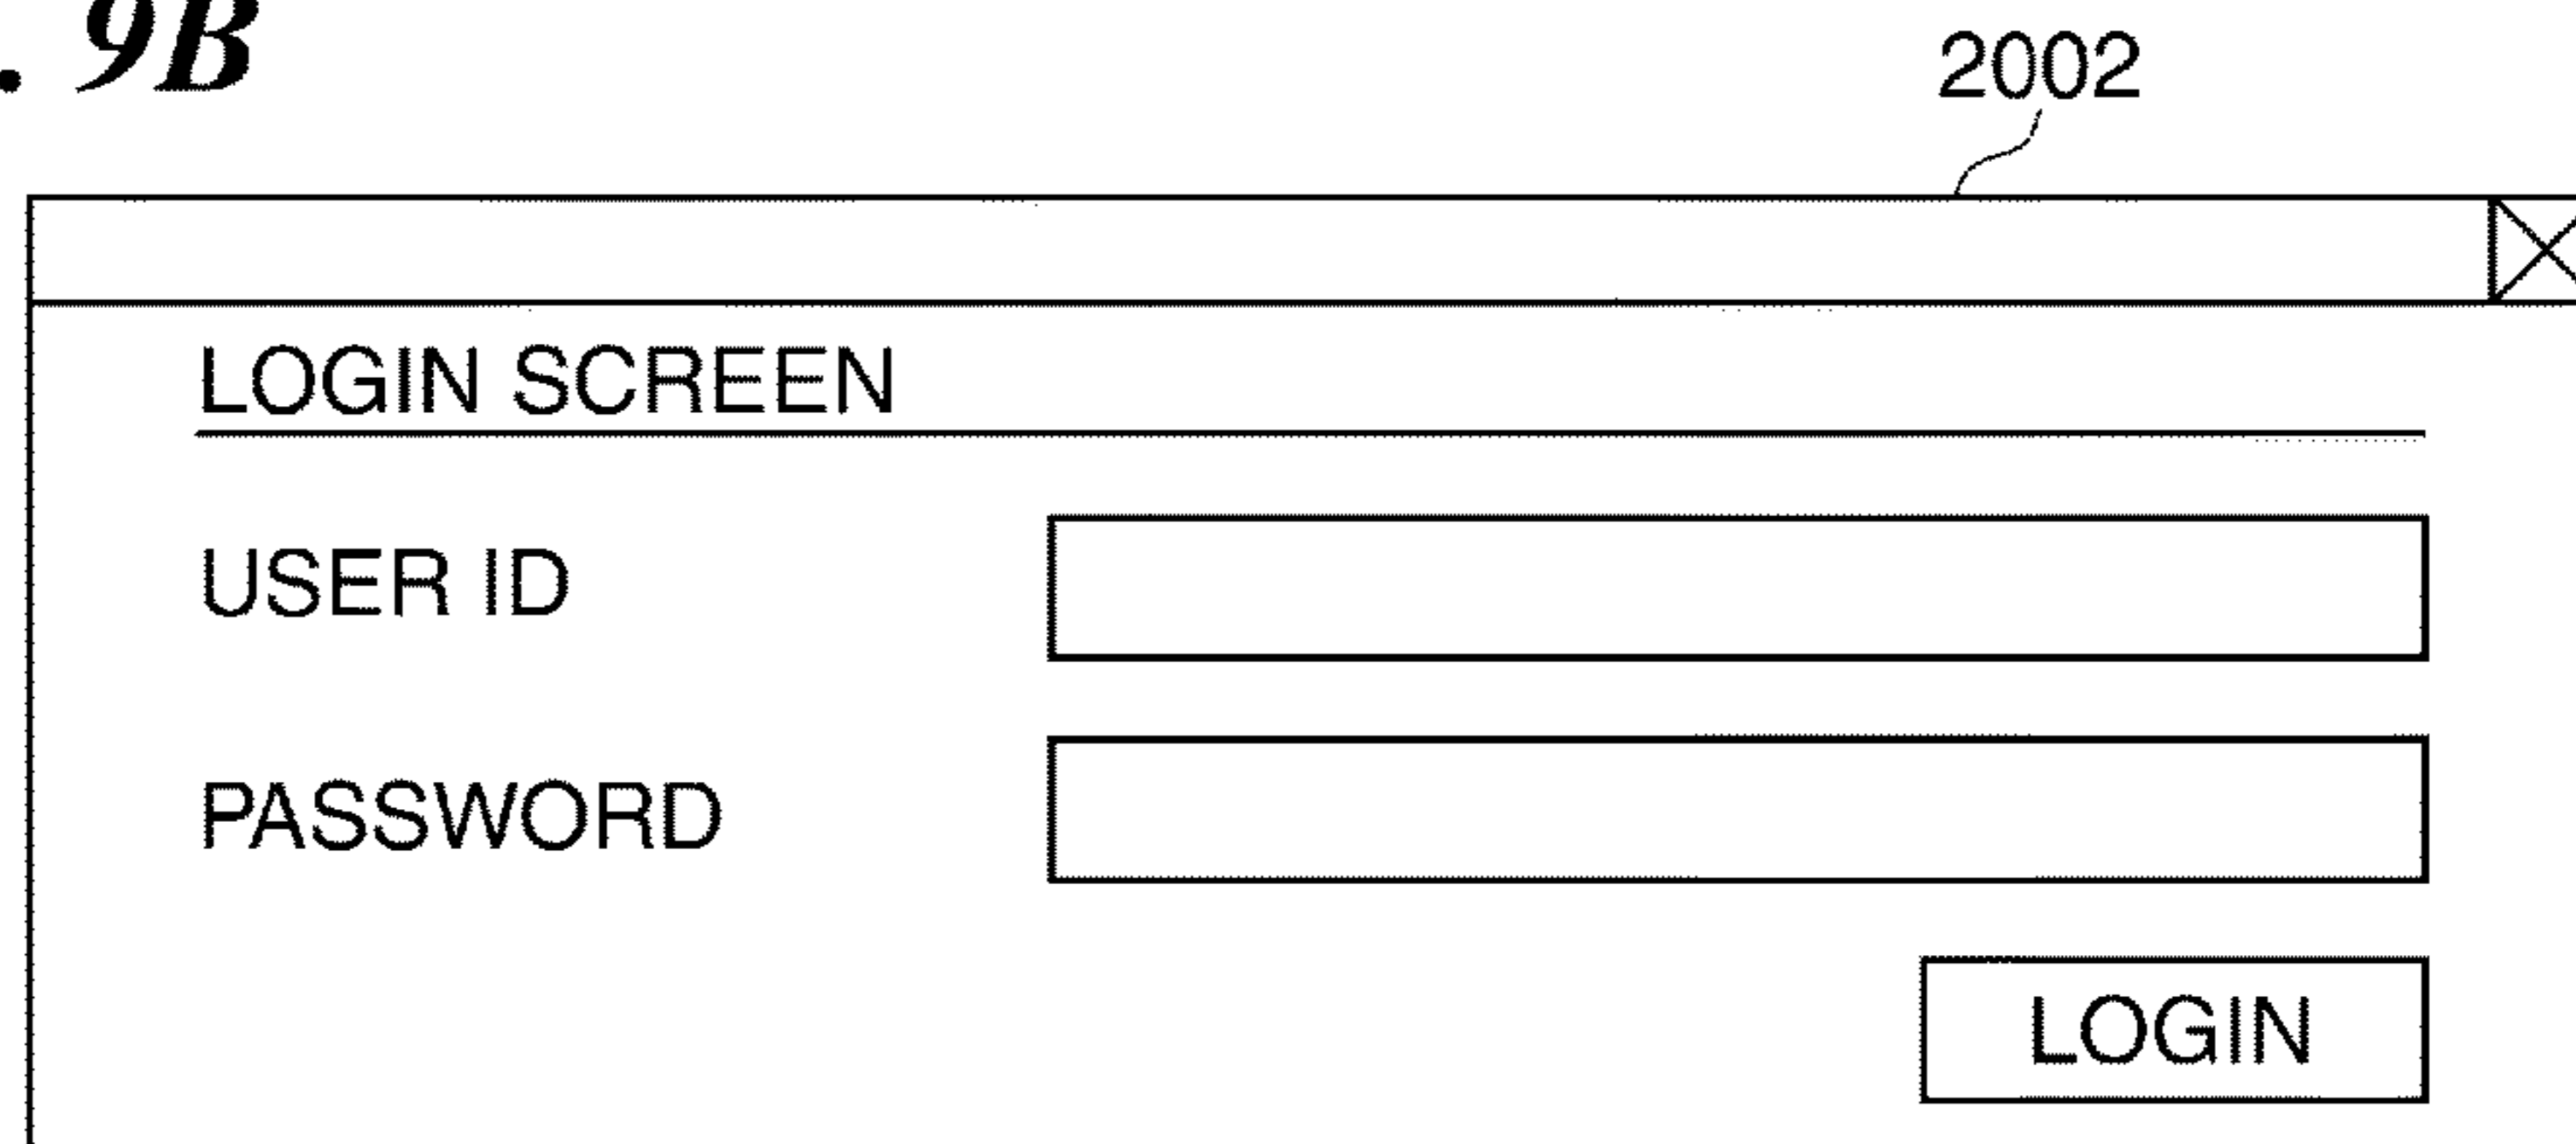 . 9B
2002
LOGIN SCREEN
USER ID
PASSWORD
LOGIN